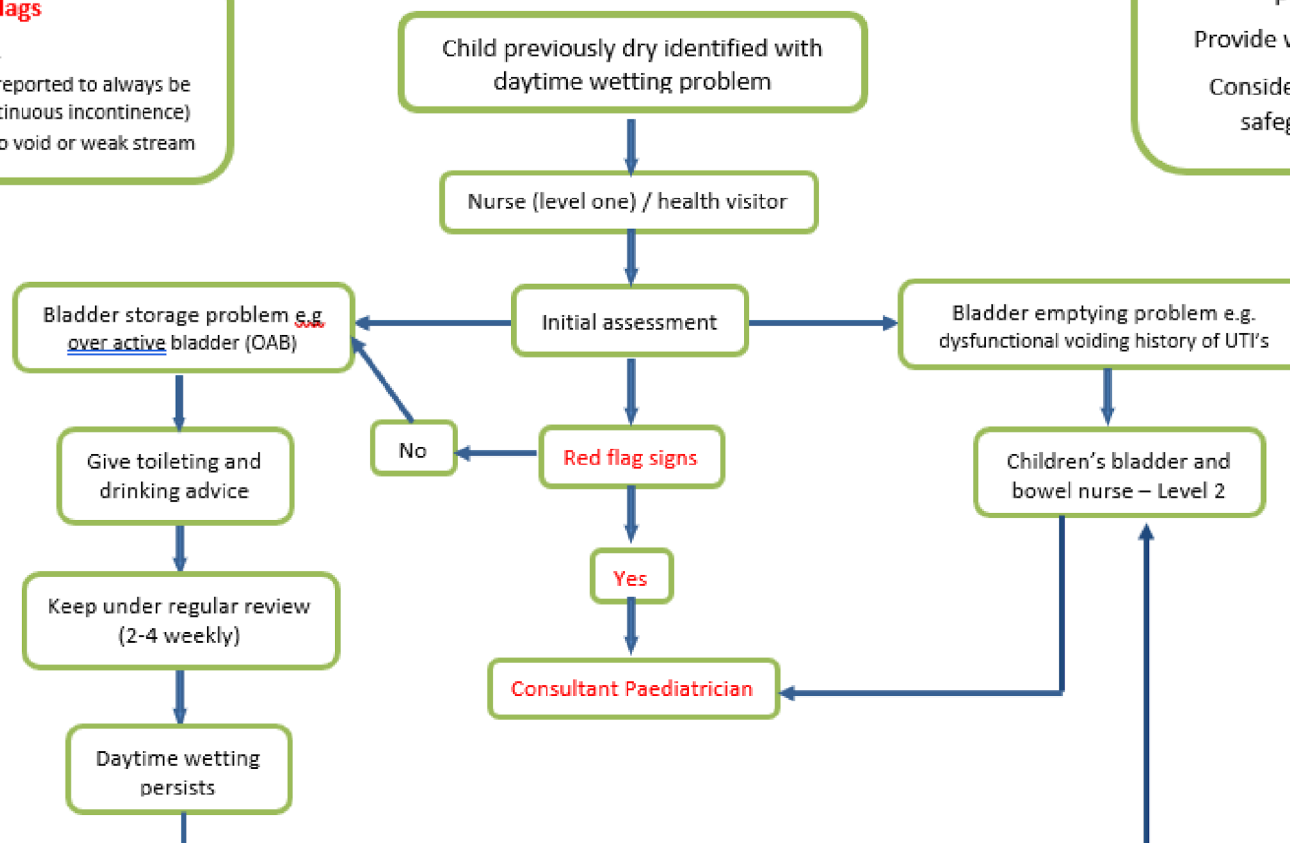 lags
reported to always be
tinuous incontinence)
o void or weak stream
Child previously dry identified with
daytime wetting problem
Provide
Conside
safeg
Nurse (level one) / health visitor
Initial assessment
Bladder storage problem e.g
over active bladder (OAB)
Bladder emptying problem e.g.
dysfunctional voiding history of UTI's
No
Red flag signs
Give toileting and
drinking advice
Children's bladder and
bowel nurse – Level 2
Yes
Keep under regular review
(2-4 weekly)
Consultant Paediatrician
Daytime wetting
persists